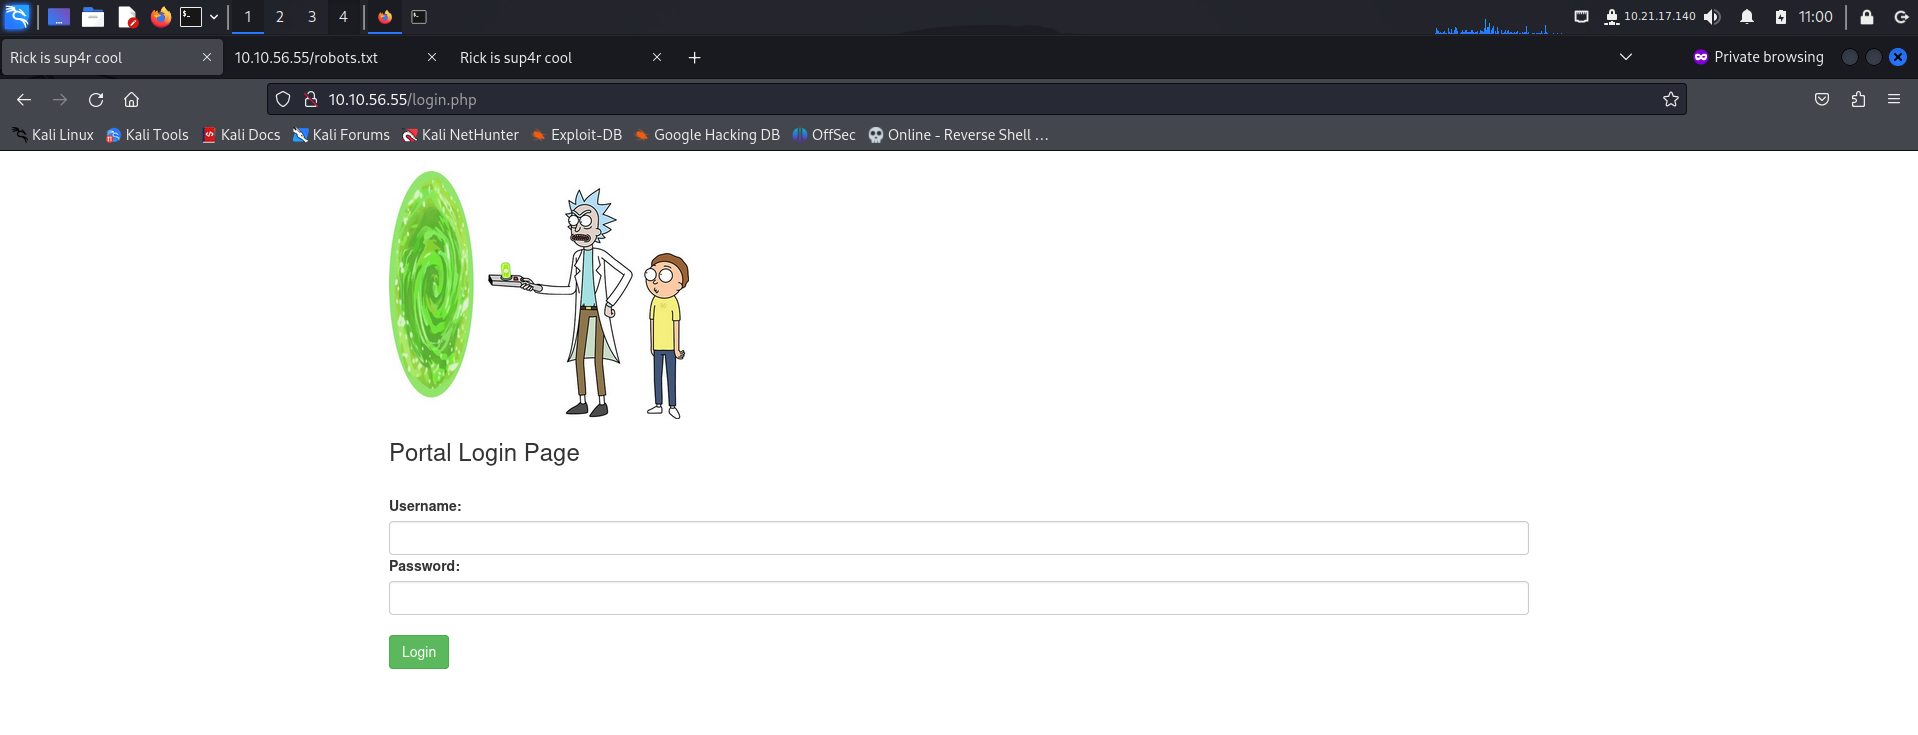 1 2 3 4 10.21.17.140 11:00
Rick is sup4r cool 10.10.56.55/robots.txt Rick is sup4r cool Private browsing
10.10.56.55/login.php
Kali Linux Kali Tools Kali Docs Kali Forums Kali NetHunter Exploit-DB Google Hacking DB OffSec Online - Reverse Shell …
Portal Login Page
Username:
Password:
Login